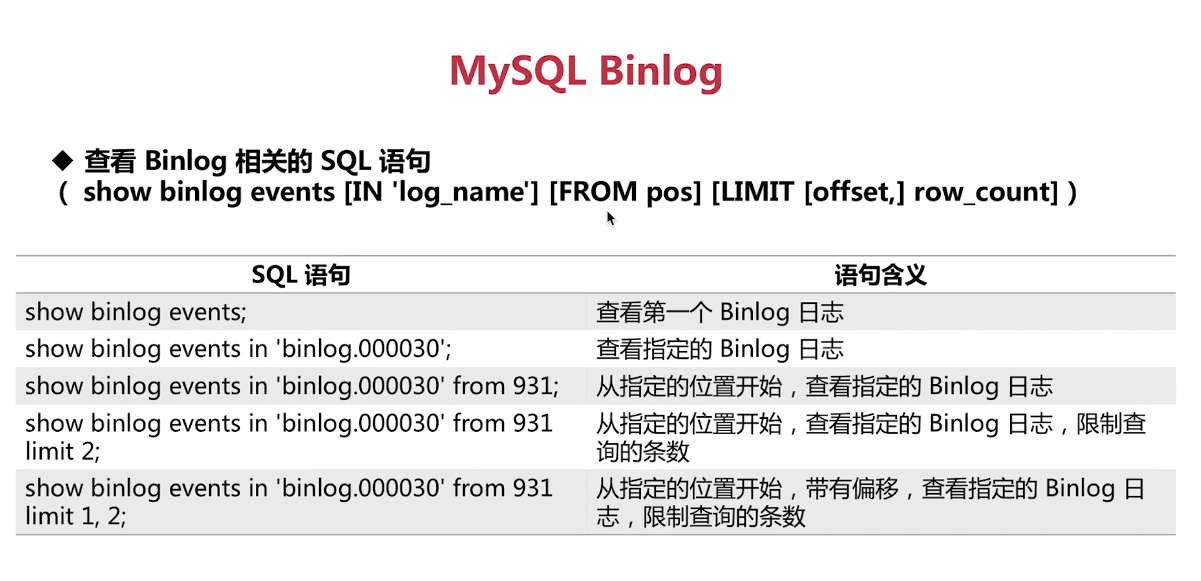 MySQL Binlog
◆ 查看 Binlog 相关的 SQL 语句
( show binlog events [IN 'log_name'] [FROM pos] [LIMIT [offset,] row_count] )
SQL 语句 语句含义
show binlog events; 查看第一个 Binlog 日志
show binlog events in 'binlog.000030'; 查看指定的 Binlog 日志
show binlog events in 'binlog.000030' from 931; 从指定的位置开始，查看指定的 Binlog 日志
show binlog events in 'binlog.000030' from 931
limit 2;
从指定的位置开始，查看指定的 Binlog 日志，限制查
询的条数
show binlog events in 'binlog.000030' from 931
limit 1, 2;
从指定的位置开始，带有偏移，查看指定的 Binlog 日
志，限制查询的条数